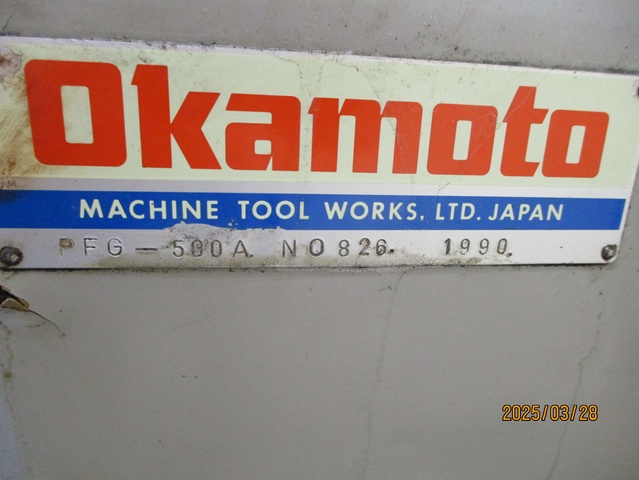 Okamoto
MACHINE TOOL WORKS, LTD. JAPAN
PFG-500A NO826. 1990.
2025/03/28